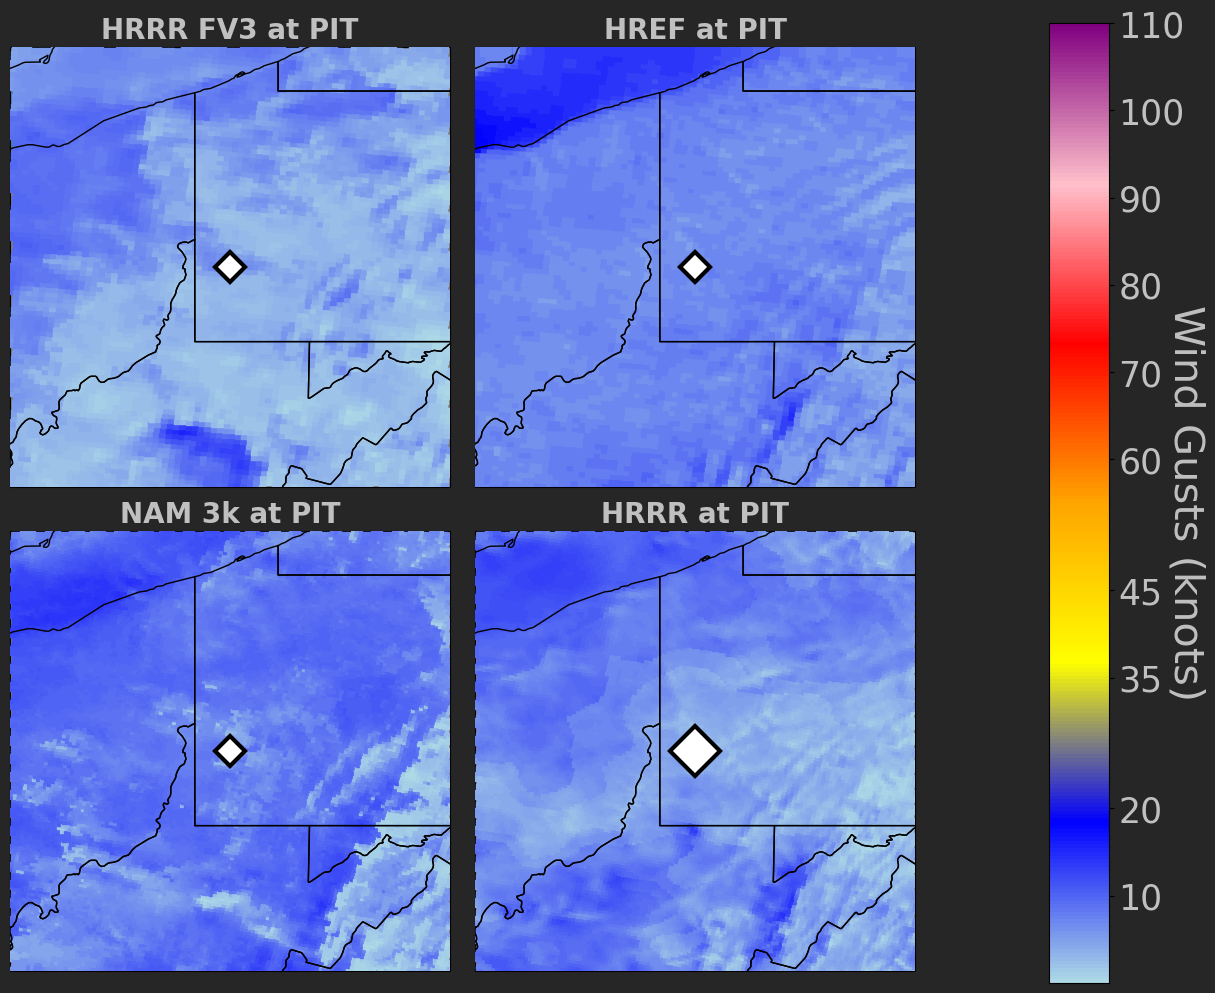 HRRR FV3 at PIT
HREF at PIT
NAM 3k at PIT
HRRR at PIT
110
100
90
80
70
60
45
35
20
10
Wind Gusts (knots)